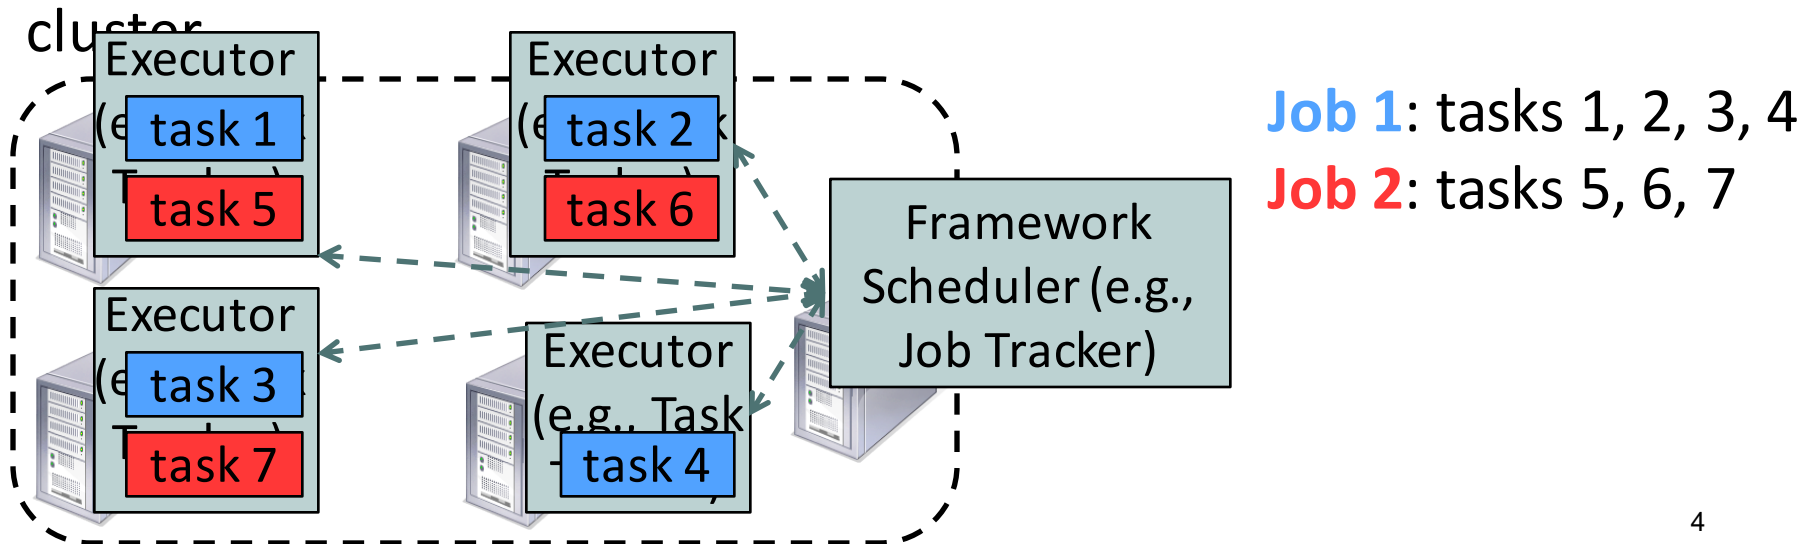 cluster
Executor
task 1
task 5
Executor
task 2
task 6
Executor
task 3
task 7
Executor
(e.g., Task
task 4
Framework
Scheduler (e.g.,
Job Tracker)
Job 1: tasks 1, 2, 3, 4
Job 2: tasks 5, 6, 7
4